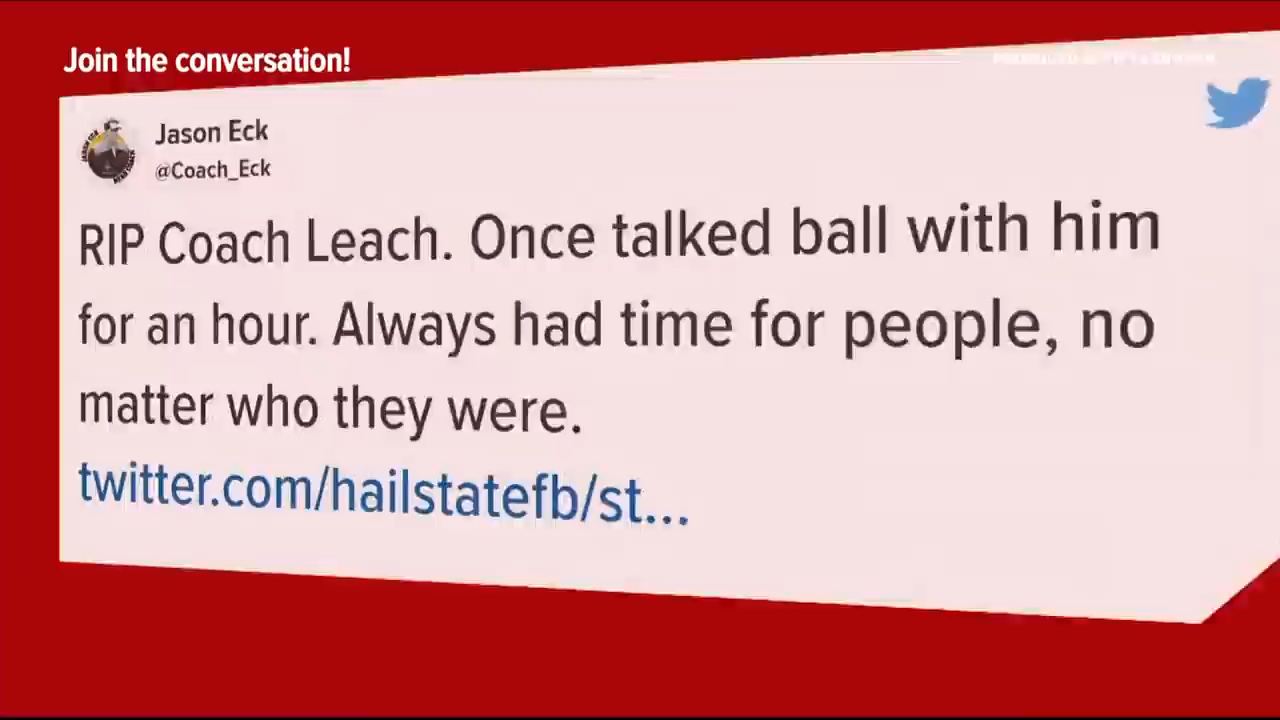 Join the conversation!
Jason Eck
@Coach_Eck
RIP Coach Leach. Once talked ball with him
for an hour. Always had time for people, no
matter who they were.
twitter.com/hailstatefb/st...